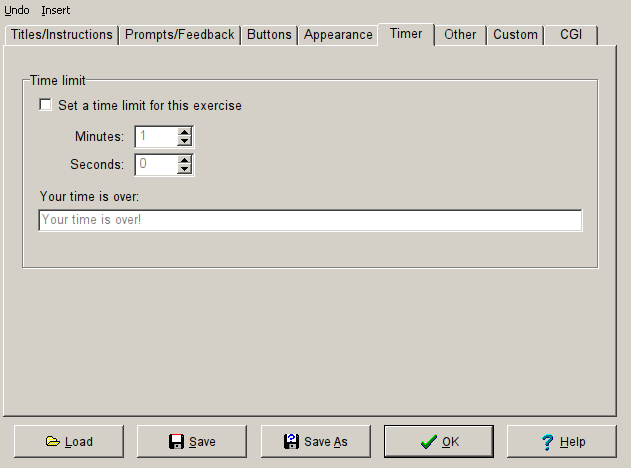 Undo Insert
Titles/Instructions Prompts/Feedback Buttons Appearance Timer Other Custom CGI
Time limit
Set a time limit for this exercise
Minutes: 1
Seconds: 0
Your time is over:
Your time is over!
Load Save Save As OK Help